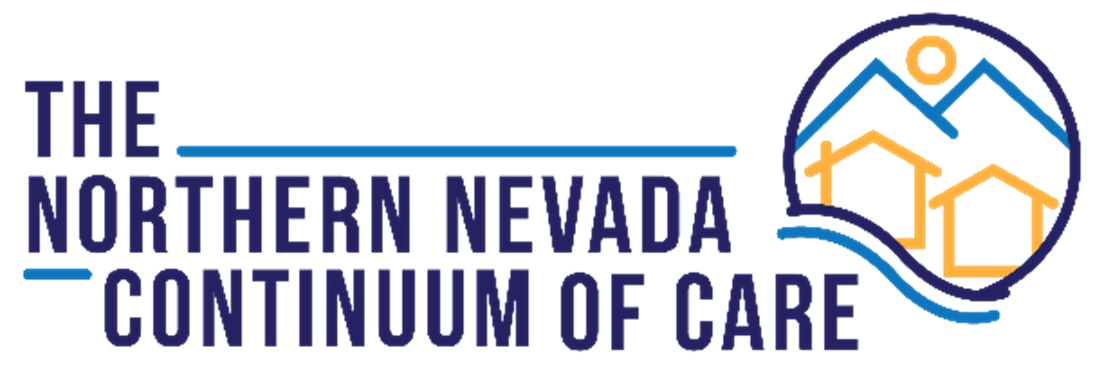 THE
NORTHERN NEVADA
CONTINUUM OF CARE